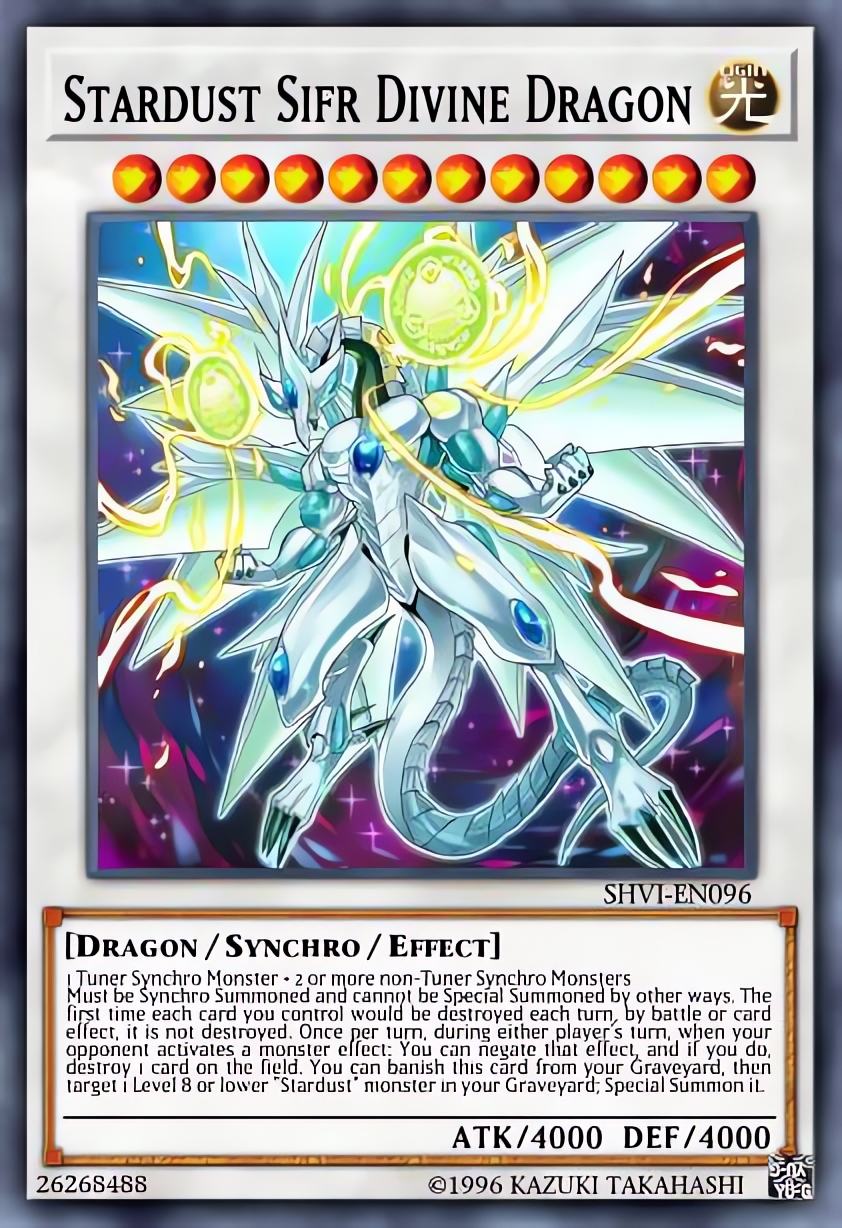 STARDUST SIFR DIVINE DRAGON
光
SHVI-EN096
[DRAGON / SYNCHRO / EFFECT]
1 Tuner Synchro Monster + 2 or more non-Tuner Synchro Monsters
Must be Synchro Summoned and cannot be Special Summoned by other ways. The
first time each card you control would be destroyed each turn, by battle or card
effect, it is not destroyed. Once per turn, during either player's turn, when your
opponent activates a monster effect: You can negate that effect, and if you do,
destroy 1 card on the field. You can banish this card from your Graveyard, then
target 1 Level 8 or lower "Stardust" monster in your Graveyard; Special Summon it.
ATK/4000 DEF/4000
26268488 ©1996 KAZUKI TAKAHASHI